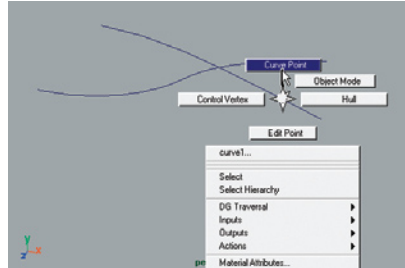 Curve Point
Object Mode
Control Vertex
Hull
Edit Point
curve1...
Select
Select Hierarchy
DG Traversal
Inputs
Outputs
Actions
Material Attributes...
y
x
z
pe